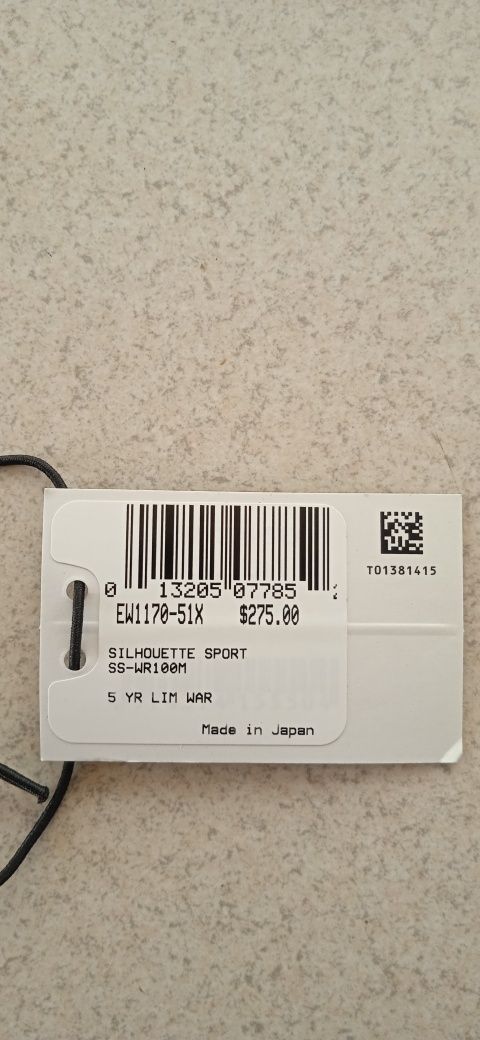 0 13205 07785
EW1170-51X $275.00
SILHOUETTE SPORT
SS-WR100M
5 YR LIM WAR
Made in Japan
T01381415